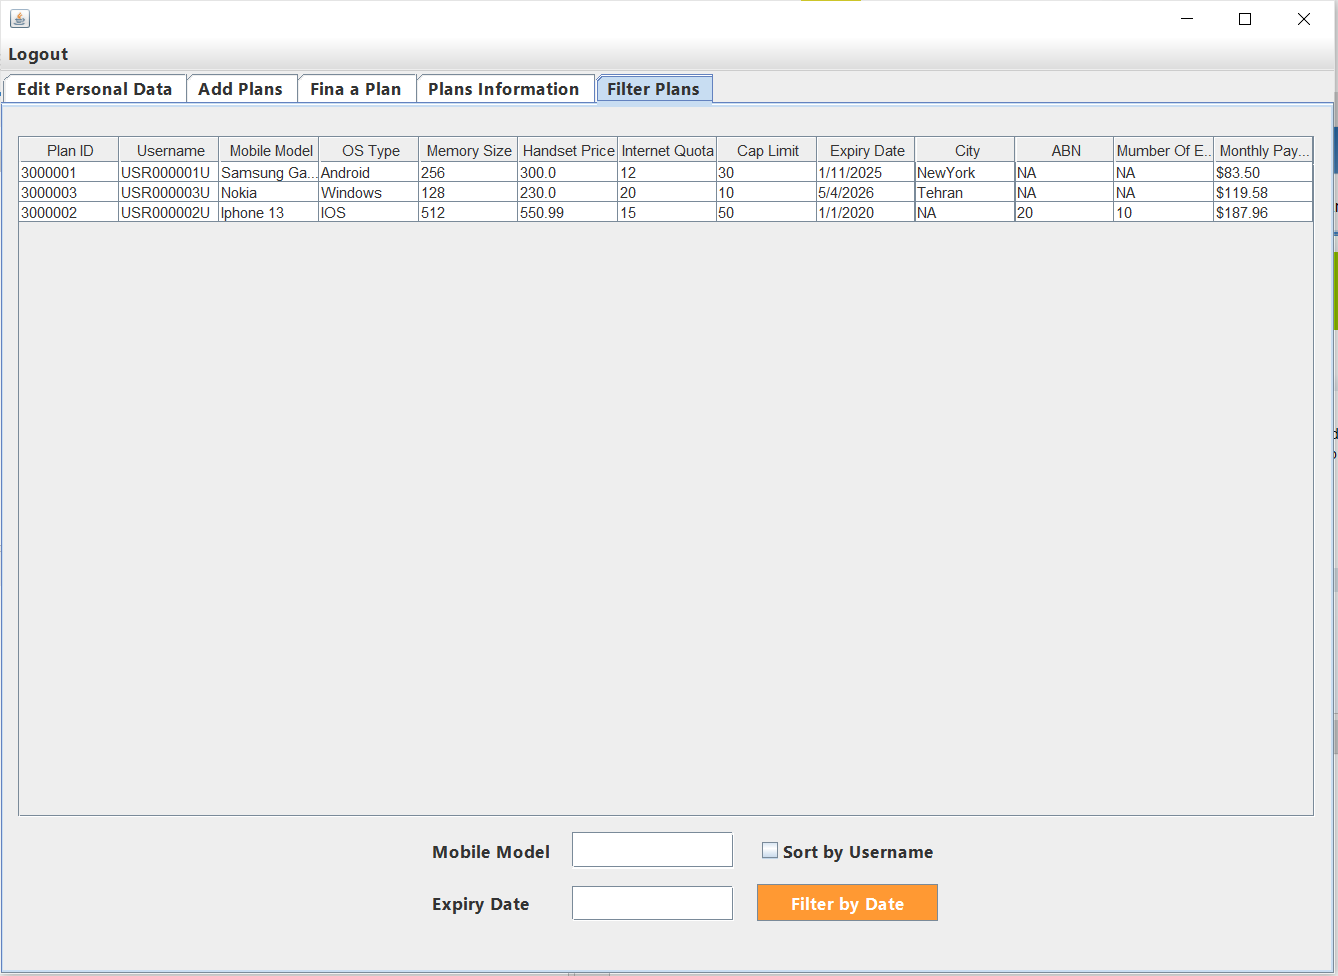 Logout
Edit Personal Data Add Plans Fina a Plan Plans Information Filter Plans
Plan ID Username Mobile Model OS Type Memory Size Handset Price Internet Quota Cap Limit Expiry Date City ABN Mumber Of E... Monthly Pay...
3000001 USR000001U Samsung Ga... Android 256 300.0 12 30 1/11/2025 NewYork NA NA $83.50
3000003 USR000003U Nokia Windows 128 230.0 20 10 5/4/2026 Tehran NA NA $119.58
3000002 USR000002U Iphone 13 IOS 512 550.99 15 50 1/1/2020 NA 20 10 $187.96
Mobile Model Sort by Username
Expiry Date Filter by Date